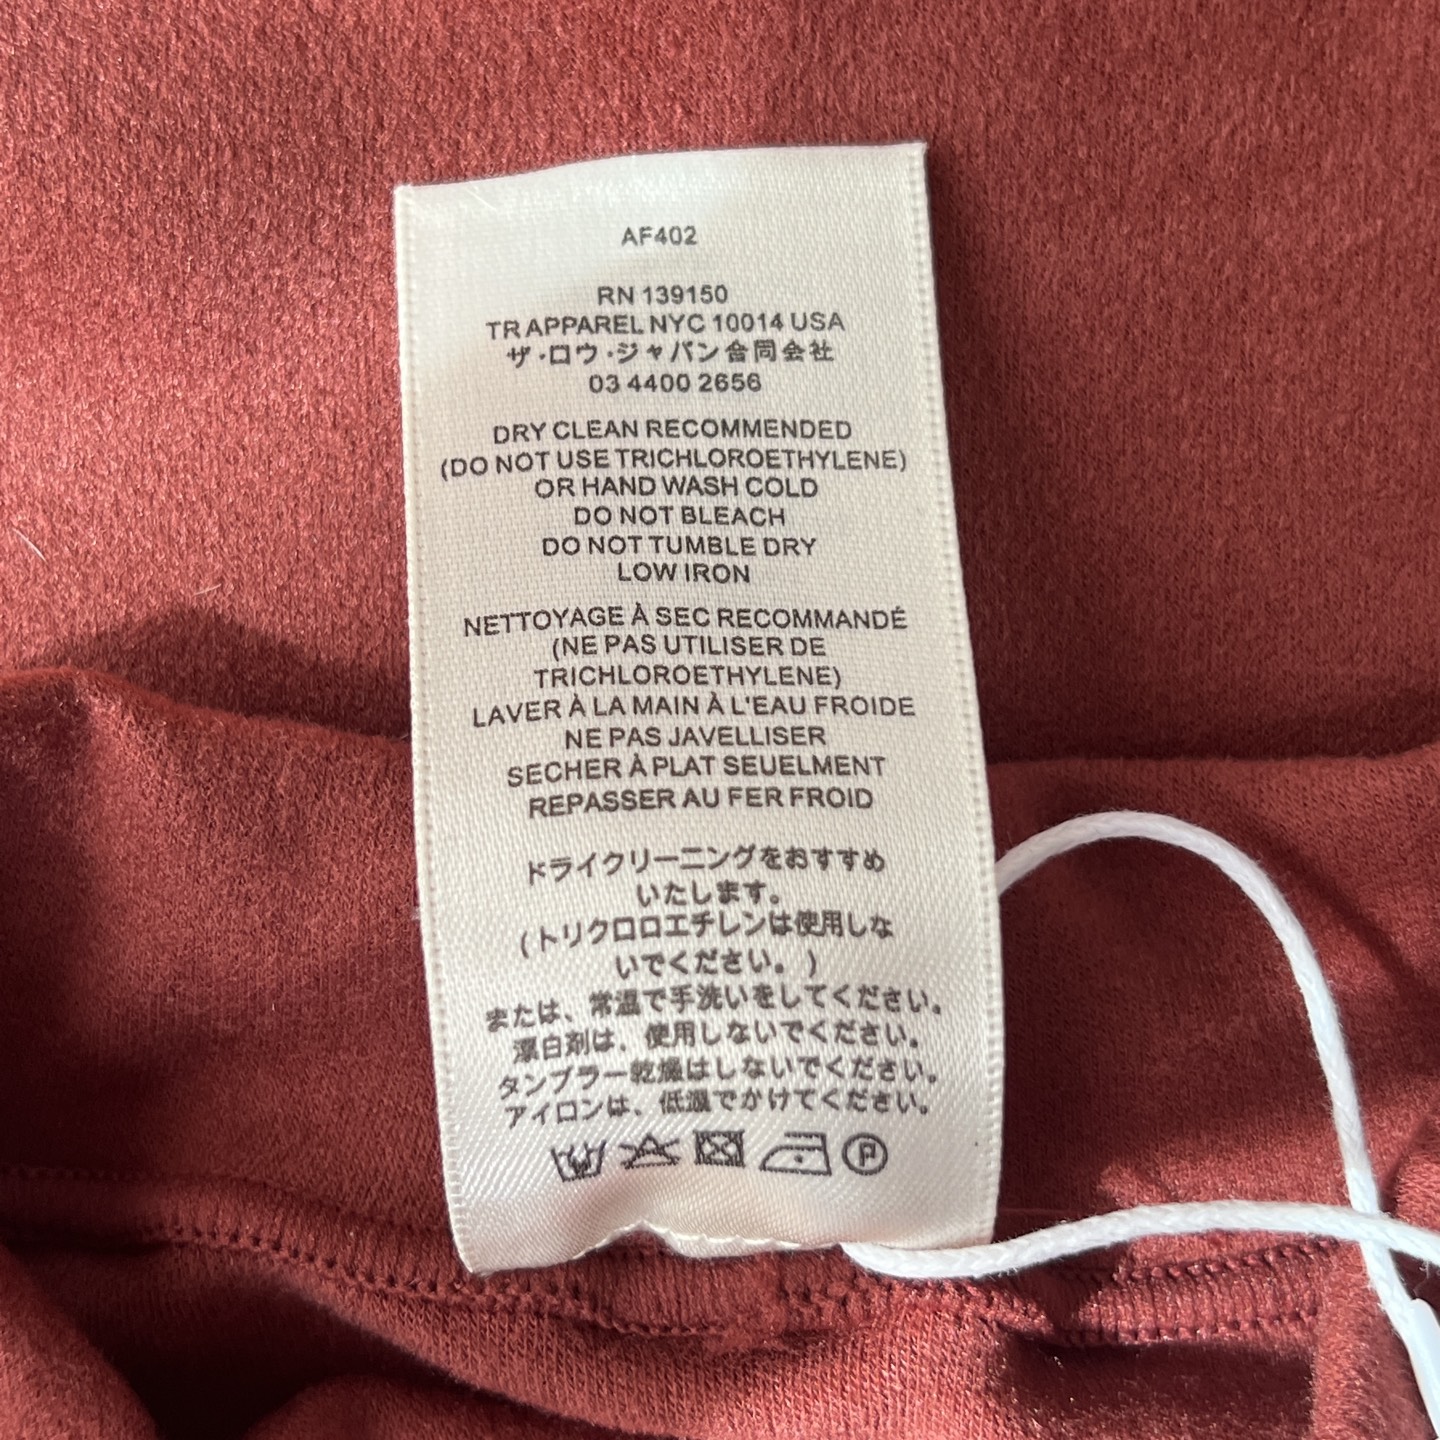 AF402
RN 139150
TR APPAREL NYC 10014 USA
ザ・ロウ・ジャパン合同会社
03 4400 2656
DRY CLEAN RECOMMENDED
(DO NOT USE TRICHLOROETHYLENE)
OR HAND WASH COLD
DO NOT BLEACH
DO NOT TUMBLE DRY
LOW IRON
NETTOYAGE À SEC RECOMMANDÉ
(NE PAS UTILISER DE
TRICHLOROETHYLENE)
LAVER À LA MAIN À L'EAU FROIDE
NE PAS JAVELLISER
SECHER À PLAT SEUELMENT
REPASSER AU FER FROID
ドライクリーニングをおすすめ
いたします。
(トリクロロエチレンは使用しな
いでください。)
または、常温で手洗いをしてください。
漂白剤は、使用しないでください。
タンブラー乾燥はしないでください。
アイロンは、低温でかけてください。
P